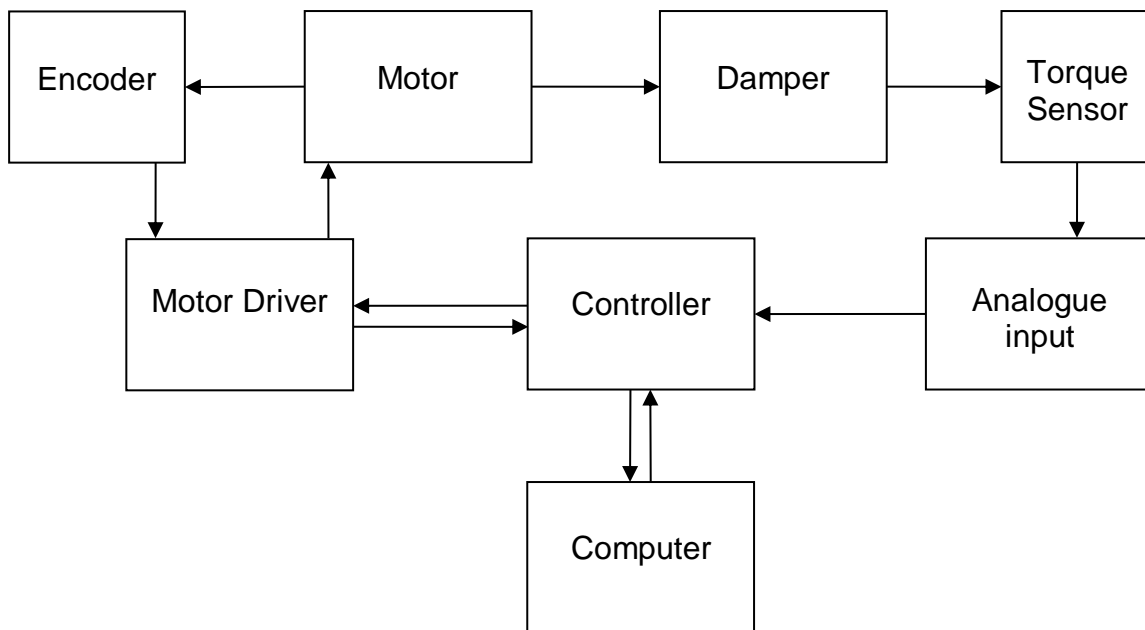 Encoder
Motor
Damper
Torque
Sensor
Motor Driver
Controller
Analogue
input
Computer